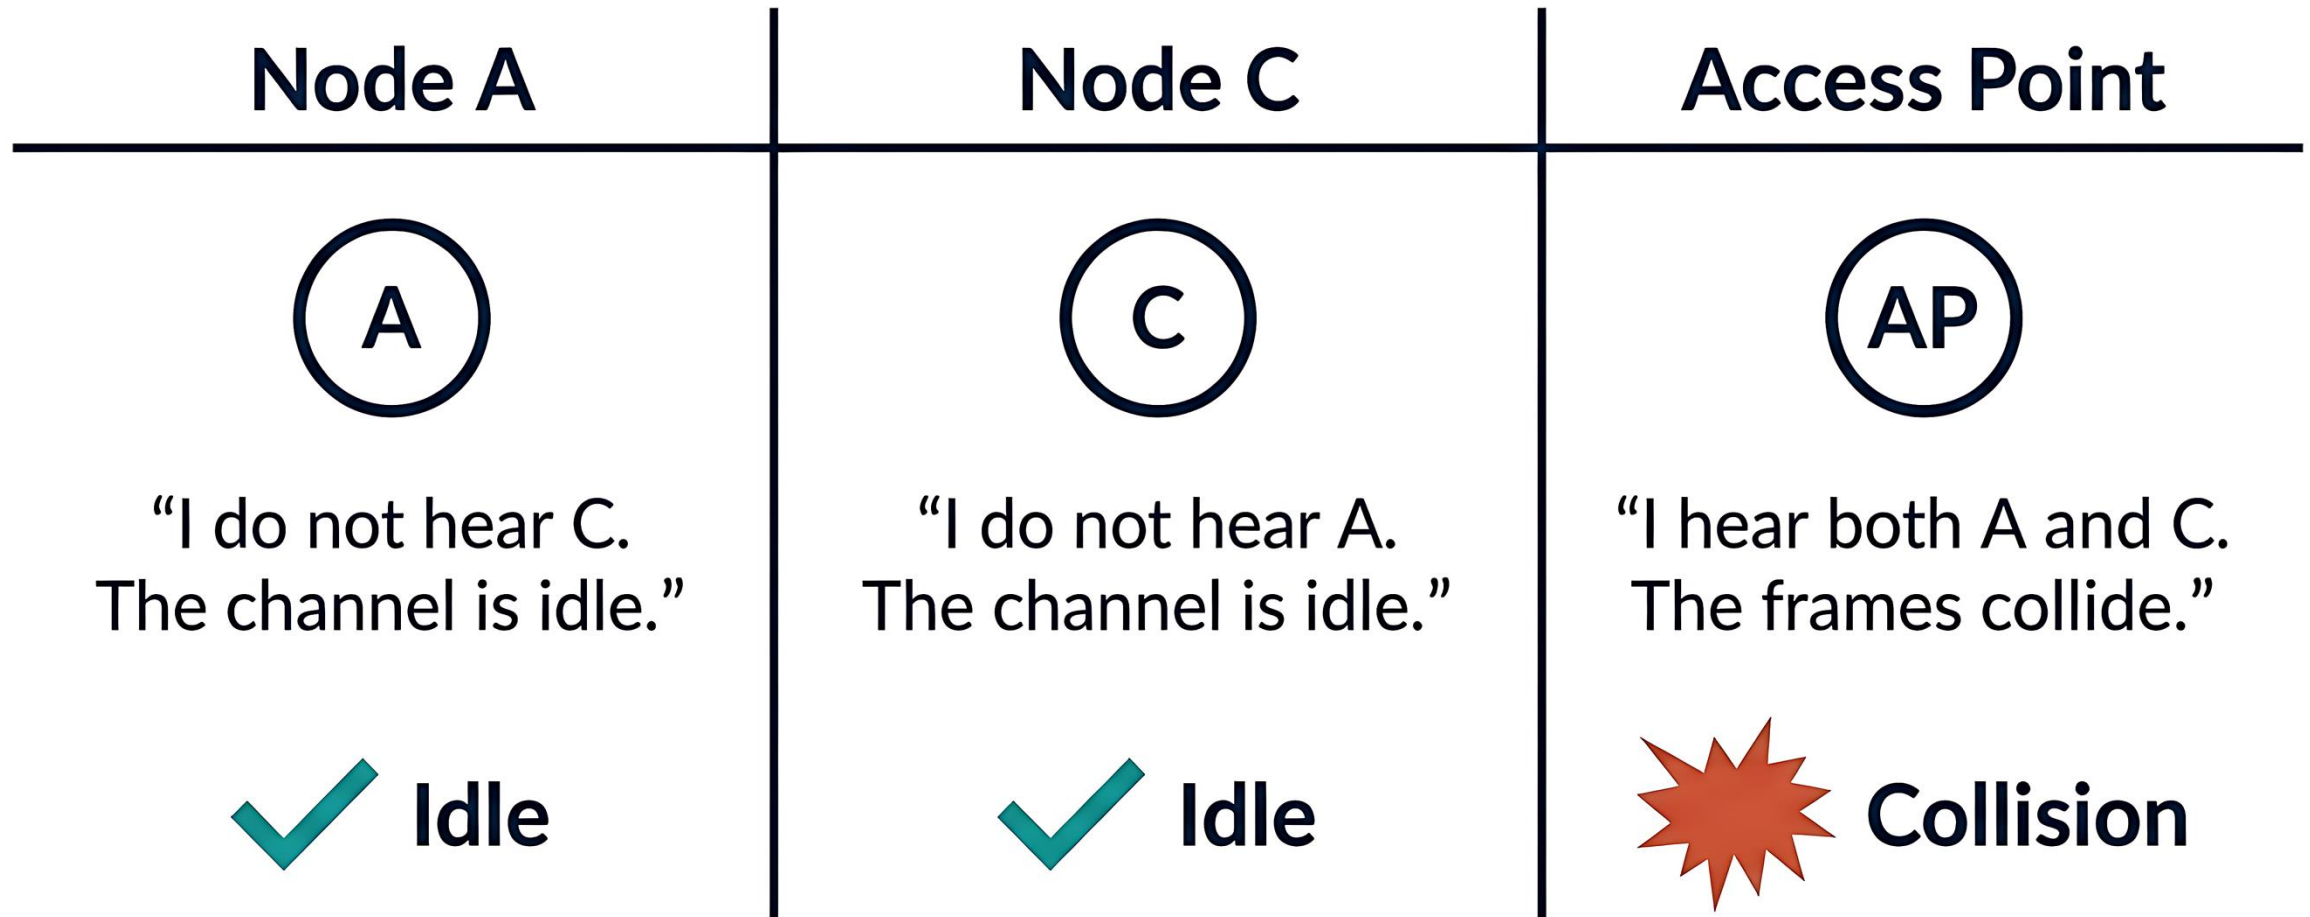 Node A
Node C
Access Point
A
C
AP
“I do not hear C.
The channel is idle.”
“I do not hear A.
The channel is idle.”
“I hear both A and C.
The frames collide.”
Idle
Idle
Collision